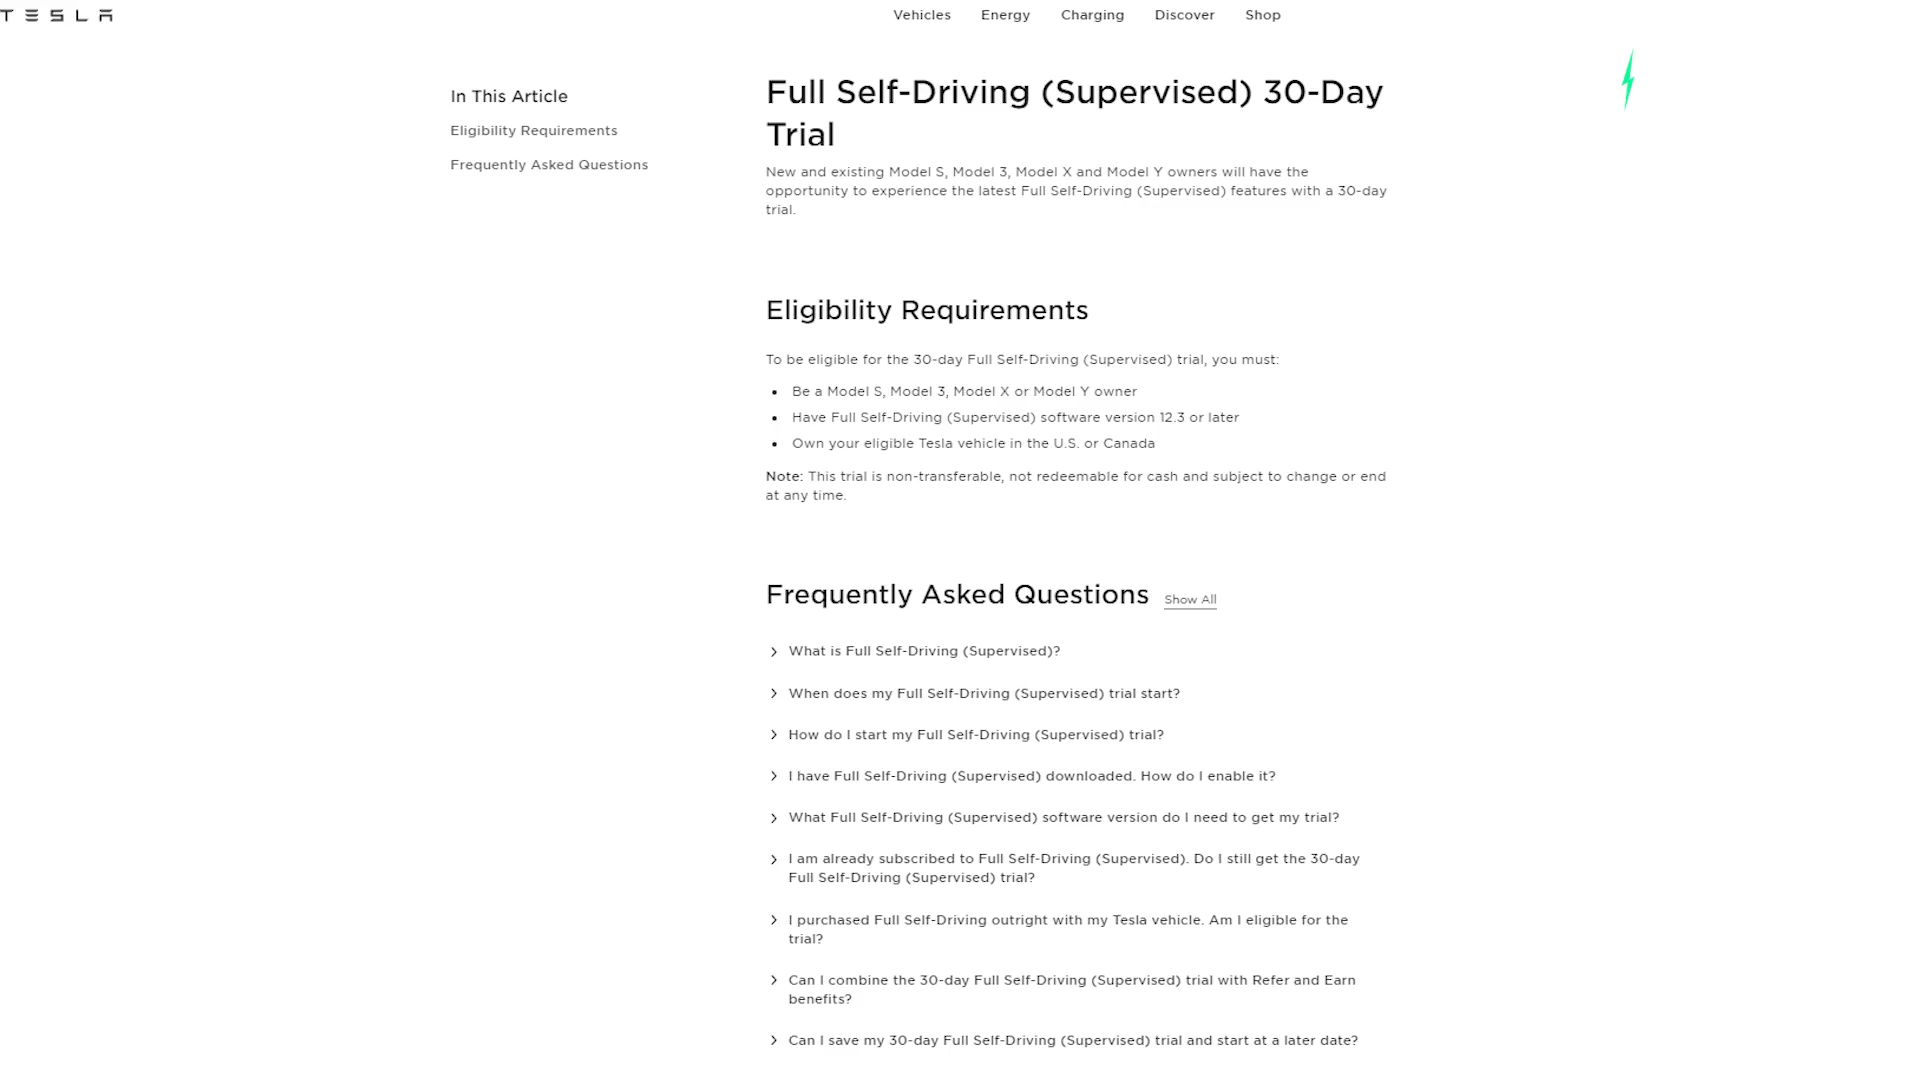 TESLA
Vehicles
Energy
Charging
Discover
Shop
In This Article
Eligibility Requirements
Frequently Asked Questions
Full Self-Driving (Supervised) 30-Day
Trial
New and existing Model S, Model 3, Model X and Model Y owners will have the
opportunity to experience the latest Full Self-Driving (Supervised) features with a 30-day
trial.
Eligibility Requirements
To be eligible for the 30-day Full Self-Driving (Supervised) trial, you must:
• Be a Model S, Model 3, Model X or Model Y owner
• Have Full Self-Driving (Supervised) software version 12.3 or later
• Own your eligible Tesla vehicle in the U.S. or Canada
Note: This trial is non-transferable, not redeemable for cash and subject to change or end
at any time.
Frequently Asked Questions Show All
What is Full Self-Driving (Supervised)?
When does my Full Self-Driving (Supervised) trial start?
How do I start my Full Self-Driving (Supervised) trial?
I have Full Self-Driving (Supervised) downloaded. How do I enable it?
What Full Self-Driving (Supervised) software version do I need to get my trial?
I am already subscribed to Full Self-Driving (Supervised). Do I still get the 30-day
Full Self-Driving (Supervised) trial?
I purchased Full Self-Driving outright with my Tesla vehicle. Am I eligible for the
trial?
Can I combine the 30-day Full Self-Driving (Supervised) trial with Refer and Earn
benefits?
Can I save my 30-day Full Self-Driving (Supervised) trial and start at a later date?